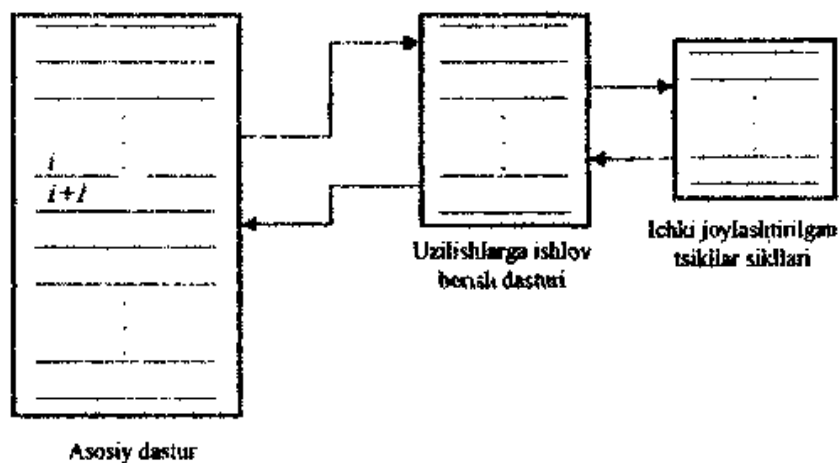 i
i+1
Uzilishlarga ishlov
berish dasturi
Ichki joylashtirilgan
tsikllar sikllari
Asosiy dastur